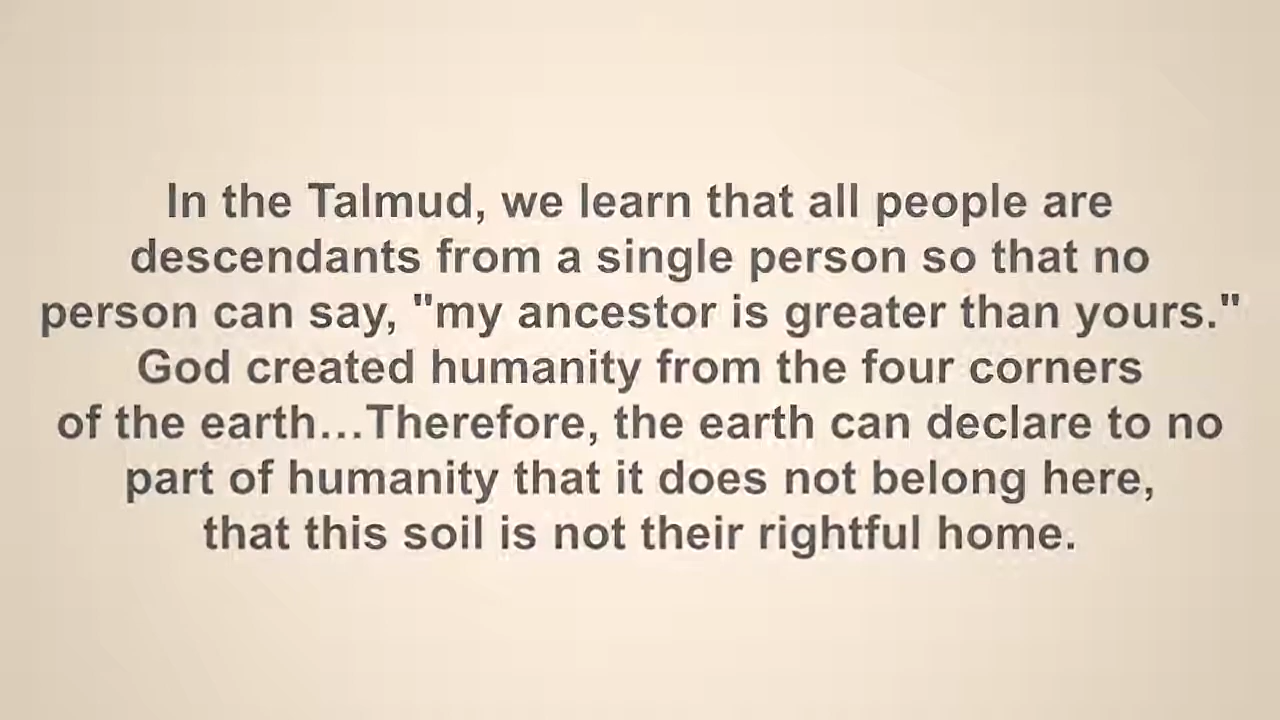 In the Talmud, we learn that all people are
descendants from a single person so that no
person can say, "my ancestor is greater than yours."
God created humanity from the four corners
of the earth...Therefore, the earth can declare to no
part of humanity that it does not belong here,
that this soil is not their rightful home.